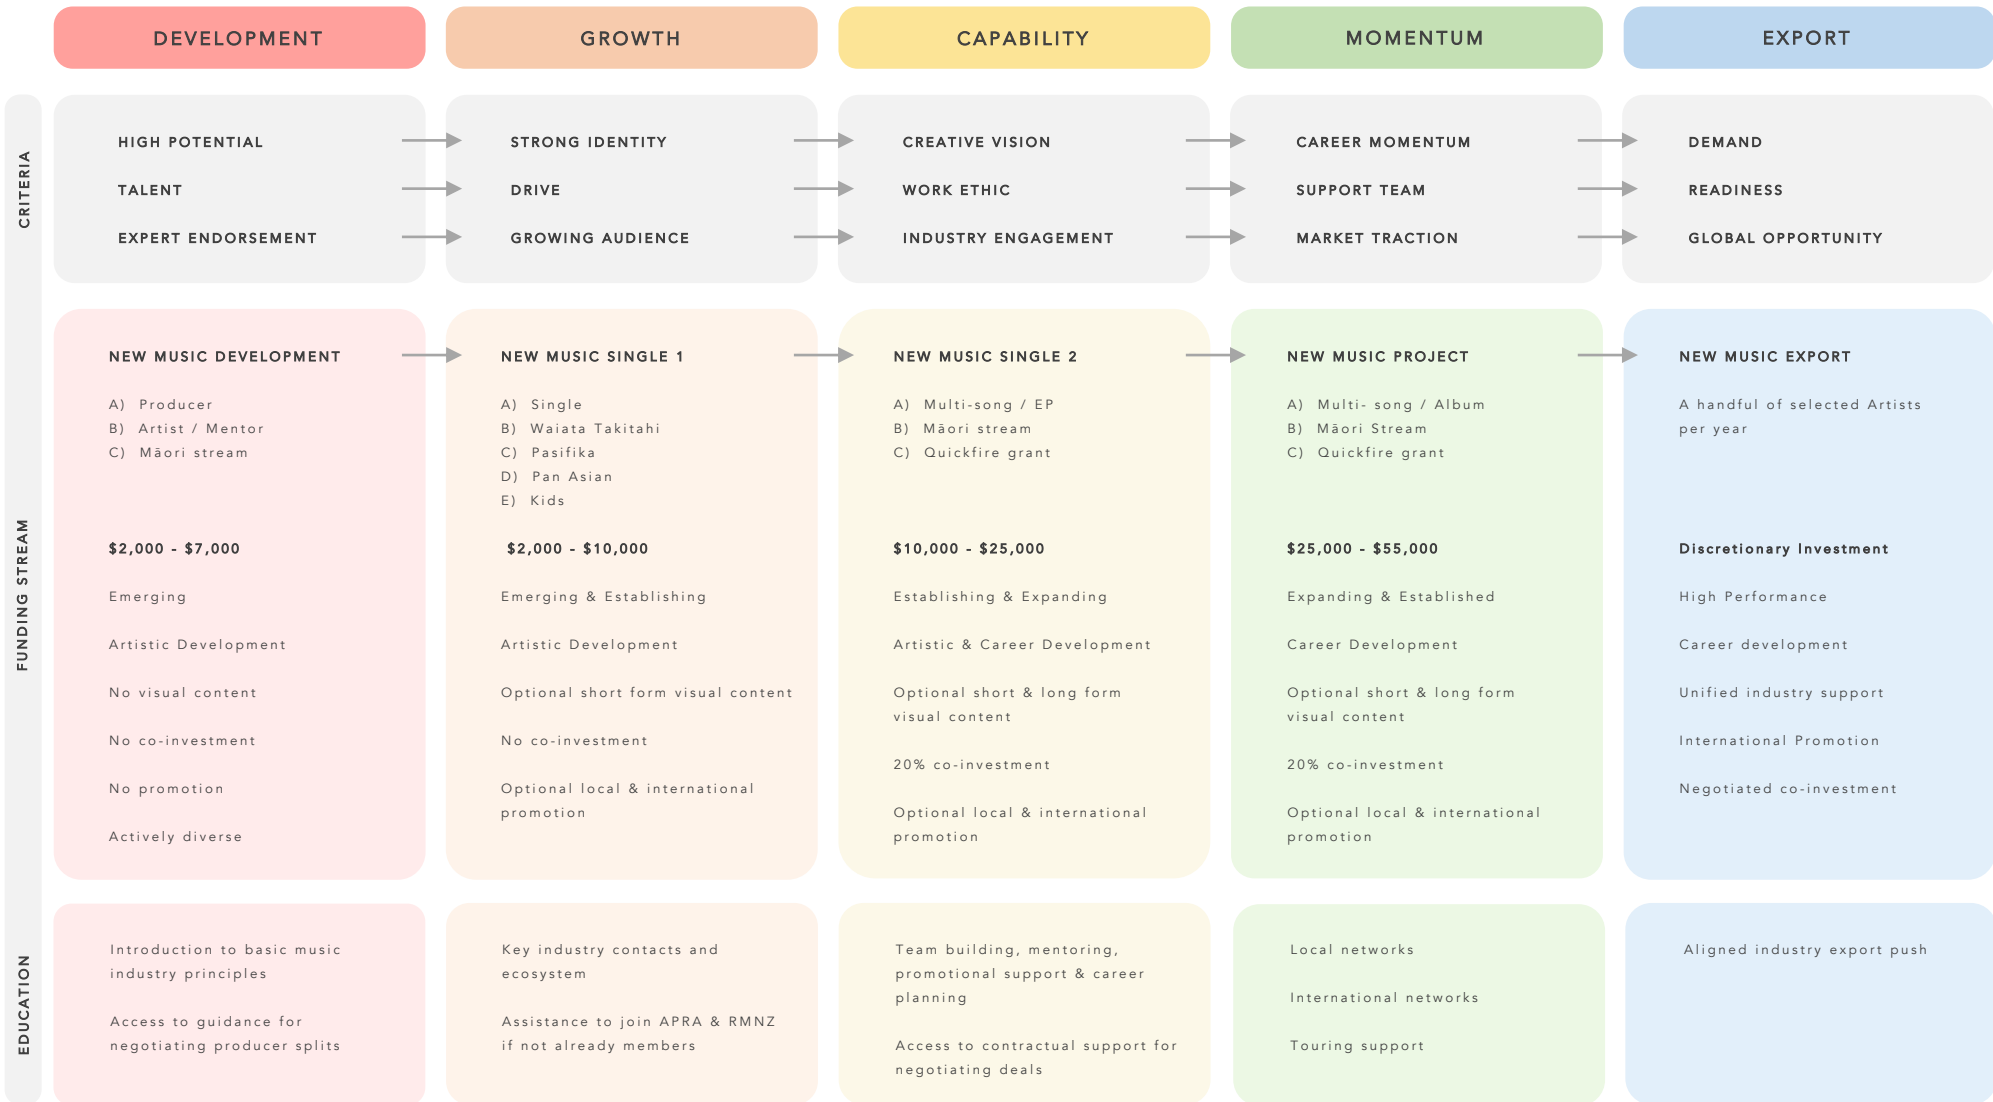 DEVELOPMENT
GROWTH
CAPABILITY
MOMENTUM
EXPORT
CRITERIA
HIGH POTENTIAL
TALENT
EXPERT ENDORSEMENT
STRONG IDENTITY
DRIVE
GROWING AUDIENCE
CREATIVE VISION
WORK ETHIC
INDUSTRY ENGAGEMENT
CAREER MOMENTUM
SUPPORT TEAM
MARKET TRACTION
DEMAND
READINESS
GLOBAL OPPORTUNITY
FUNDING STREAM
NEW MUSIC DEVELOPMENT
A) Producer
B) Artist / Mentor
C) Māori stream
$2,000 - $7,000
Emerging
Artistic Development
No visual content
No co-investment
No promotion
Actively diverse
NEW MUSIC SINGLE 1
A) Single
B) Waiata Takitahi
C) Pasifika
D) Pan Asian
E) Kids
$2,000 - $10,000
Emerging & Establishing
Artistic Development
Optional short form visual content
No co-investment
Optional local & international
promotion
NEW MUSIC SINGLE 2
A) Multi-song / EP
B) Māori stream
C) Quickfire grant
$10,000 - $25,000
Establishing & Expanding
Artistic & Career Development
Optional short & long form
visual content
20% co-investment
Optional local & international
promotion
NEW MUSIC PROJECT
A) Multi- song / Album
B) Māori Stream
C) Quickfire grant
$25,000 - $55,000
Expanding & Established
Career Development
Optional short & long form
visual content
20% co-investment
Optional local & international
promotion
NEW MUSIC EXPORT
A handful of selected Artists
per year
Discretionary Investment
High Performance
Career development
Unified industry support
International Promotion
Negotiated co-investment
EDUCATION
Introduction to basic music
industry principles
Access to guidance for
negotiating producer splits
Key industry contacts and
ecosystem
Assistance to join APRA & RMNZ
if not already members
Team building, mentoring,
promotional support & career
planning
Access to contractual support for
negotiating deals
Local networks
International networks
Touring support
Aligned industry export push